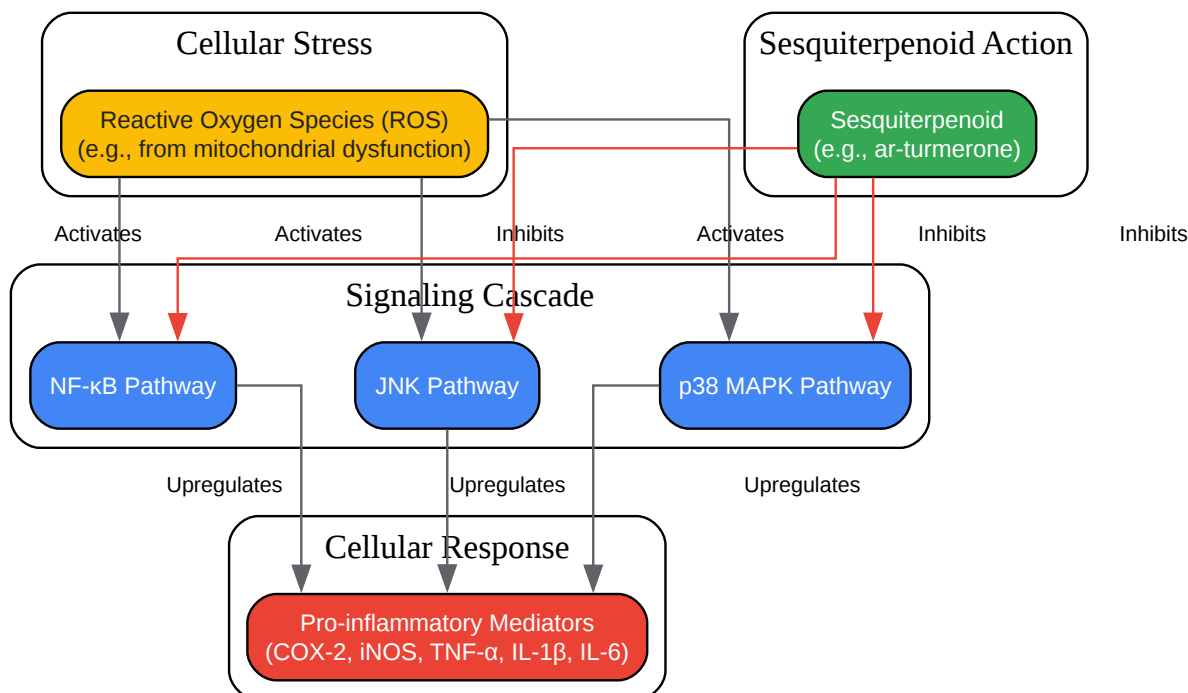 Cellular Stress
Sesquiterpenoid Action
Reactive Oxygen Species (ROS)
(e.g., from mitochondrial dysfunction)
Sesquiterpenoid
(e.g., ar-turmerone)
Activates
Activates
Inhibits
Activates
Inhibits
Inhibits
Signaling Cascade
NF-κB Pathway
JNK Pathway
p38 MAPK Pathway
Upregulates
Upregulates
Upregulates
Cellular Response
Pro-inflammatory Mediators
(COX-2, iNOS, TNF-α, IL-1β, IL-6)